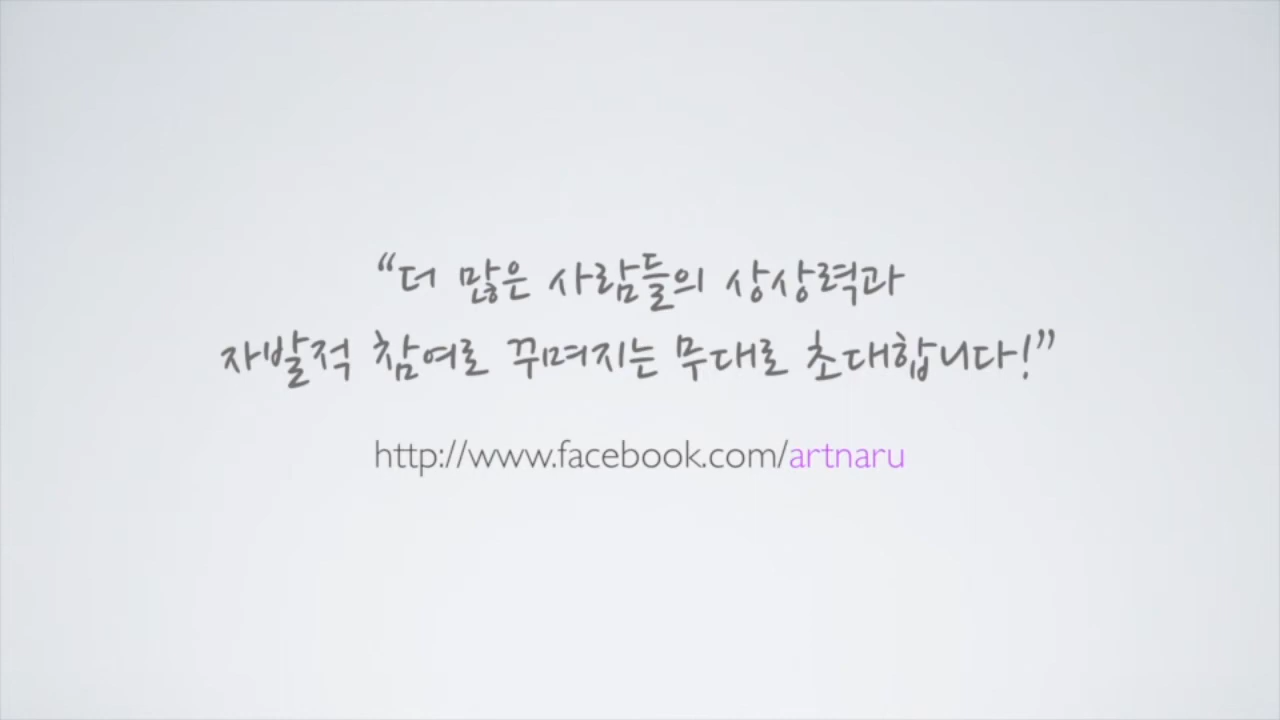 “더 많은 사람들의 상상력과
자발적 참여로 꾸며지는 무대로 초대합니다!”
http://www.facebook.com/artnaru